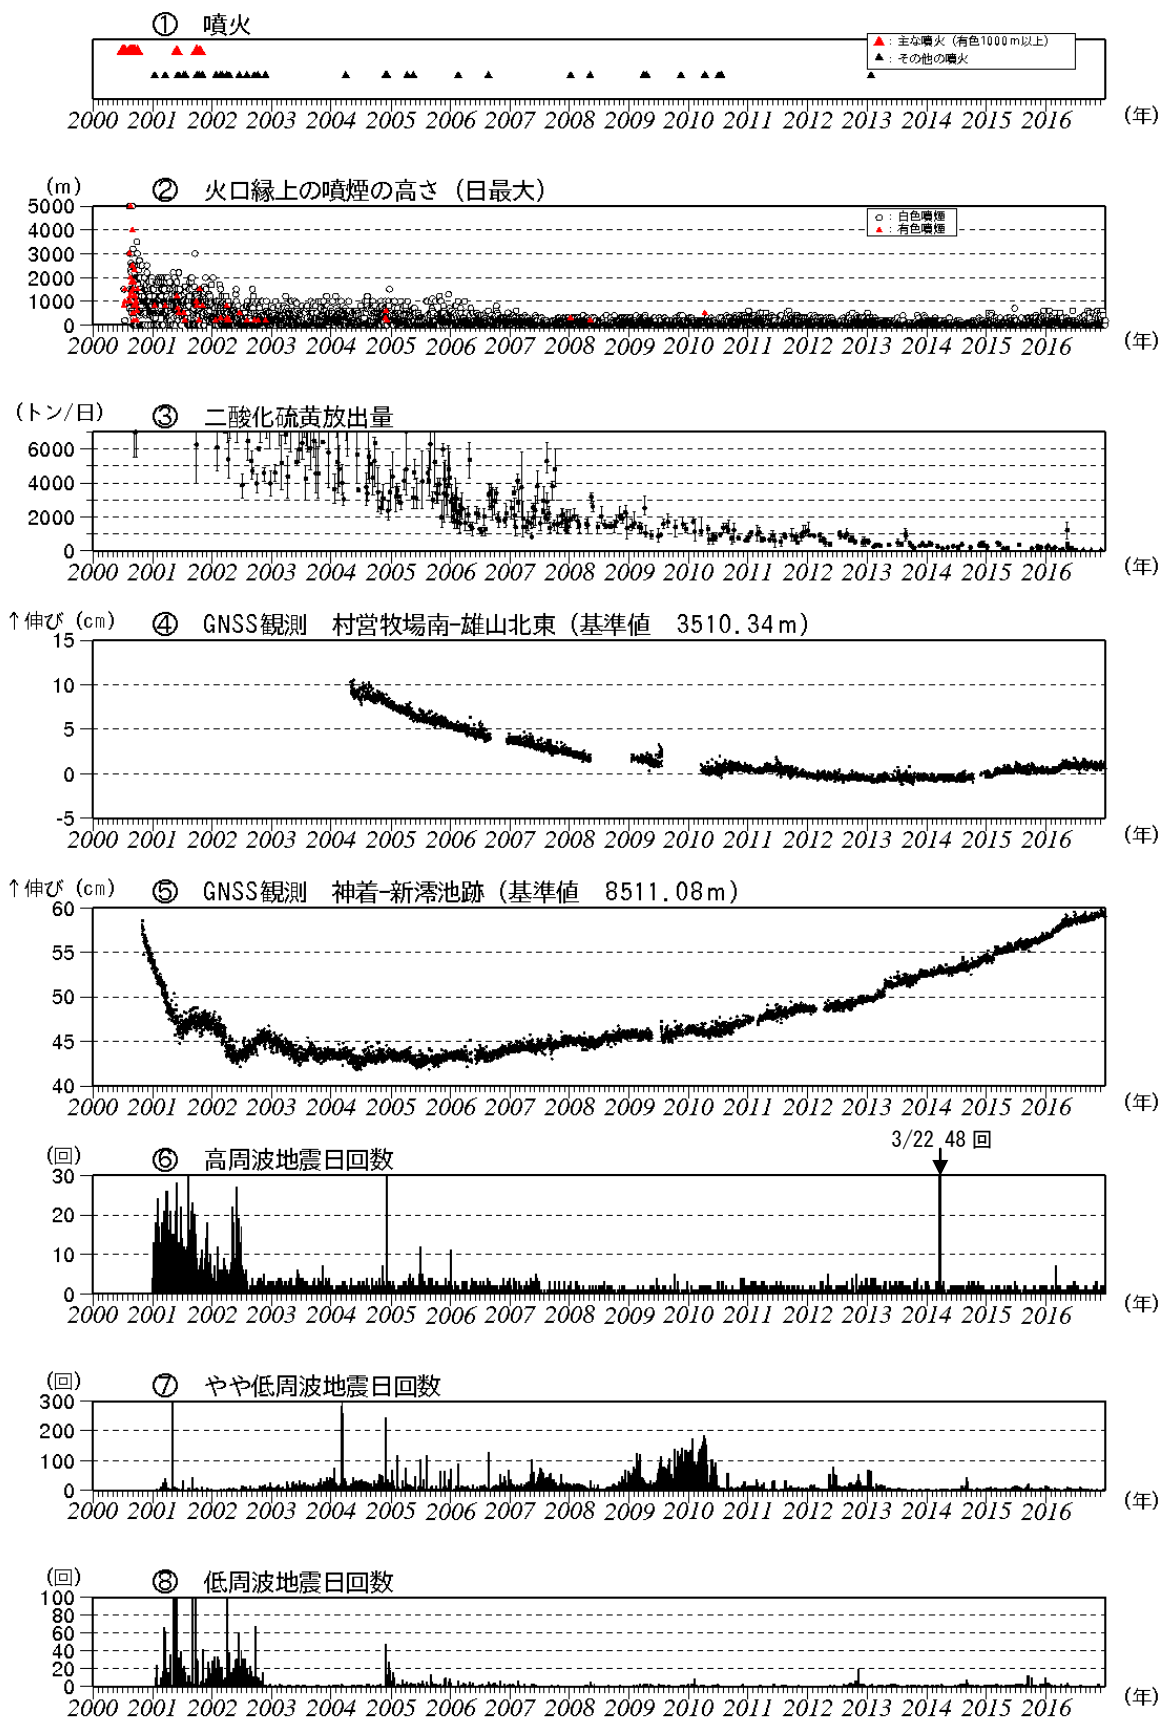 ① 噴火
▲：主な噴火（有色1000m以上）
▲：その他の噴火
2000 2001 2002 2003 2004 2005 2006 2007 2008 2009 2010 2011 2012 2013 2014 2015 2016 (年)
(m) ② 火口縁上の噴煙の高さ（日最大）
○：白色噴煙
▲：有色噴煙
5000
4000
3000
2000
1000
0
2000 2001 2002 2003 2004 2005 2006 2007 2008 2009 2010 2011 2012 2013 2014 2015 2016 (年)
(トン/日) ③ 二酸化硫黄放出量
6000
4000
2000
0
2000 2001 2002 2003 2004 2005 2006 2007 2008 2009 2010 2011 2012 2013 2014 2015 2016 (年)
↑伸び (cm) ④ GNSS観測 村営牧場南-雄山北東（基準値 3510.34m）
15
10
5
0
-5
2000 2001 2002 2003 2004 2005 2006 2007 2008 2009 2010 2011 2012 2013 2014 2015 2016 (年)
↑伸び (cm) ⑤ GNSS観測 神着-新澪池跡（基準値 8511.08m）
60
55
50
45
40
2000 2001 2002 2003 2004 2005 2006 2007 2008 2009 2010 2011 2012 2013 2014 2015 2016 (年)
3/22 48 回
(回) ⑥ 高周波地震日回数
30
20
10
0
2000 2001 2002 2003 2004 2005 2006 2007 2008 2009 2010 2011 2012 2013 2014 2015 2016 (年)
(回) ⑦ やや低周波地震日回数
300
200
100
0
2000 2001 2002 2003 2004 2005 2006 2007 2008 2009 2010 2011 2012 2013 2014 2015 2016 (年)
(回) ⑧ 低周波地震日回数
100
80
60
40
20
0
2000 2001 2002 2003 2004 2005 2006 2007 2008 2009 2010 2011 2012 2013 2014 2015 2016 (年)